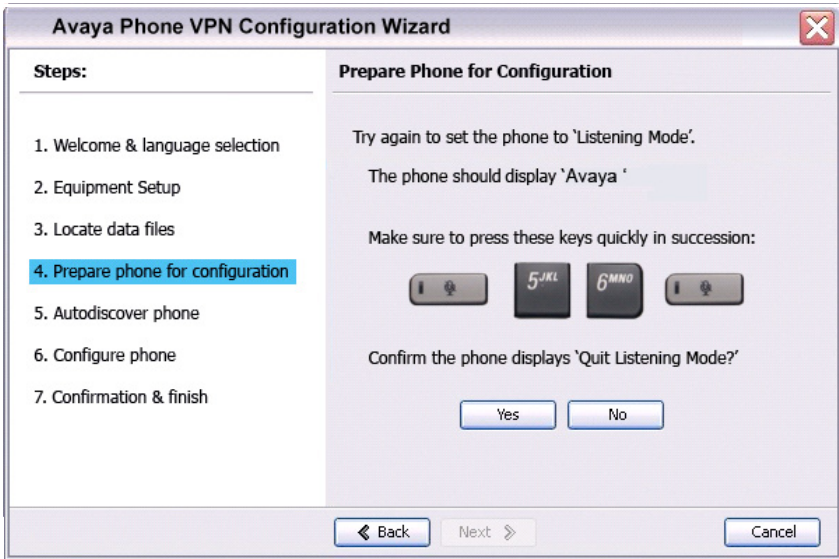 Avaya Phone VPN Configuration Wizard
Steps:
1. Welcome & language selection
2. Equipment Setup
3. Locate data files
4. Prepare phone for configuration
5. Autodiscover phone
6. Configure phone
7. Confirmation & finish
Prepare Phone for Configuration
Try again to set the phone to ‵Listening Mode′.
The phone should display ‵Avaya ‘
Make sure to press these keys quickly in succession:
5JKL 6MNO
Confirm the phone displays ‵Quit Listening Mode?′
Yes No
Back Next Cancel